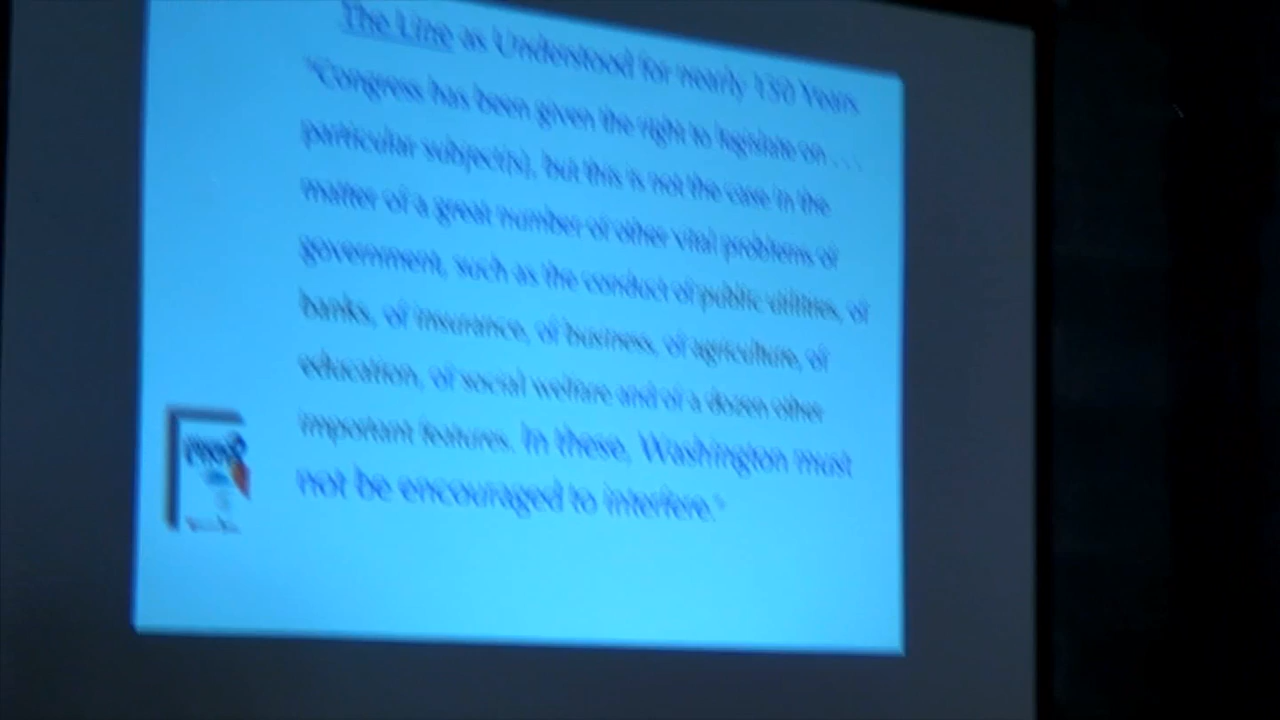 The Line as Understood for nearly 150 Years
"Congress has been given the right to legislate on . . .
particular subject(s), but this is not the case in the
matter of a great number of other vital problems of
government, such as the conduct of public utilities, of
banks, of insurance, of business, of agriculture, of
education, of social welfare and of a dozen other
important features. In these, Washington must
not be encouraged to interfere."